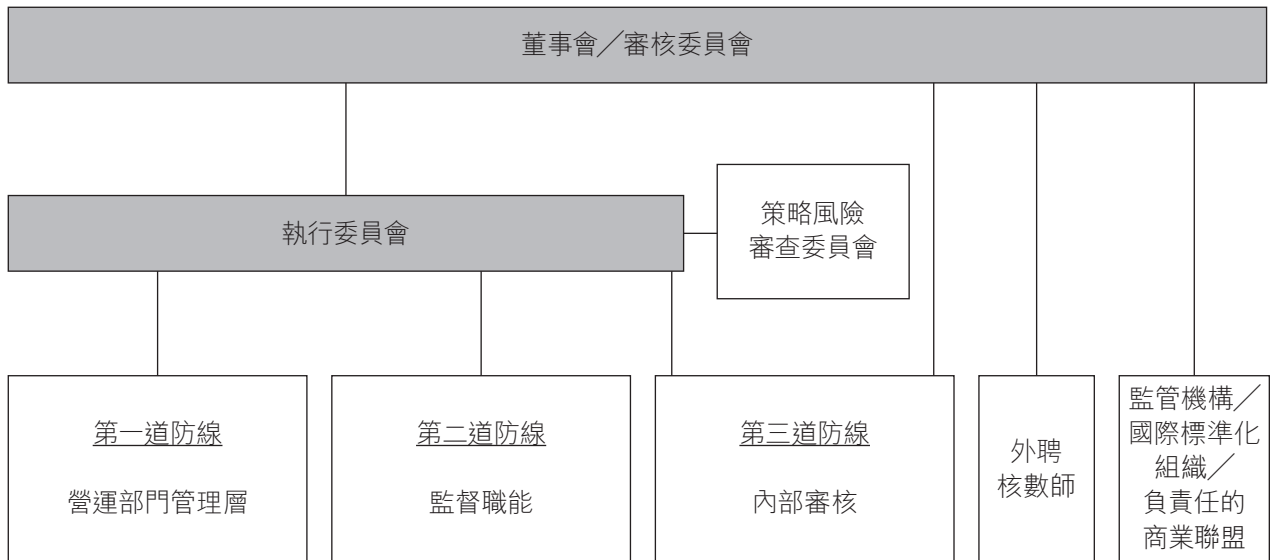 董事會╱審核委員會
執行委員會
策略風險
審查委員會
第一道防線
營運部門管理層
第二道防線
監督職能
第三道防線
內部審核
外聘
核數師
監管機構╱
國際標準化
組織╱
負責任的
商業聯盟